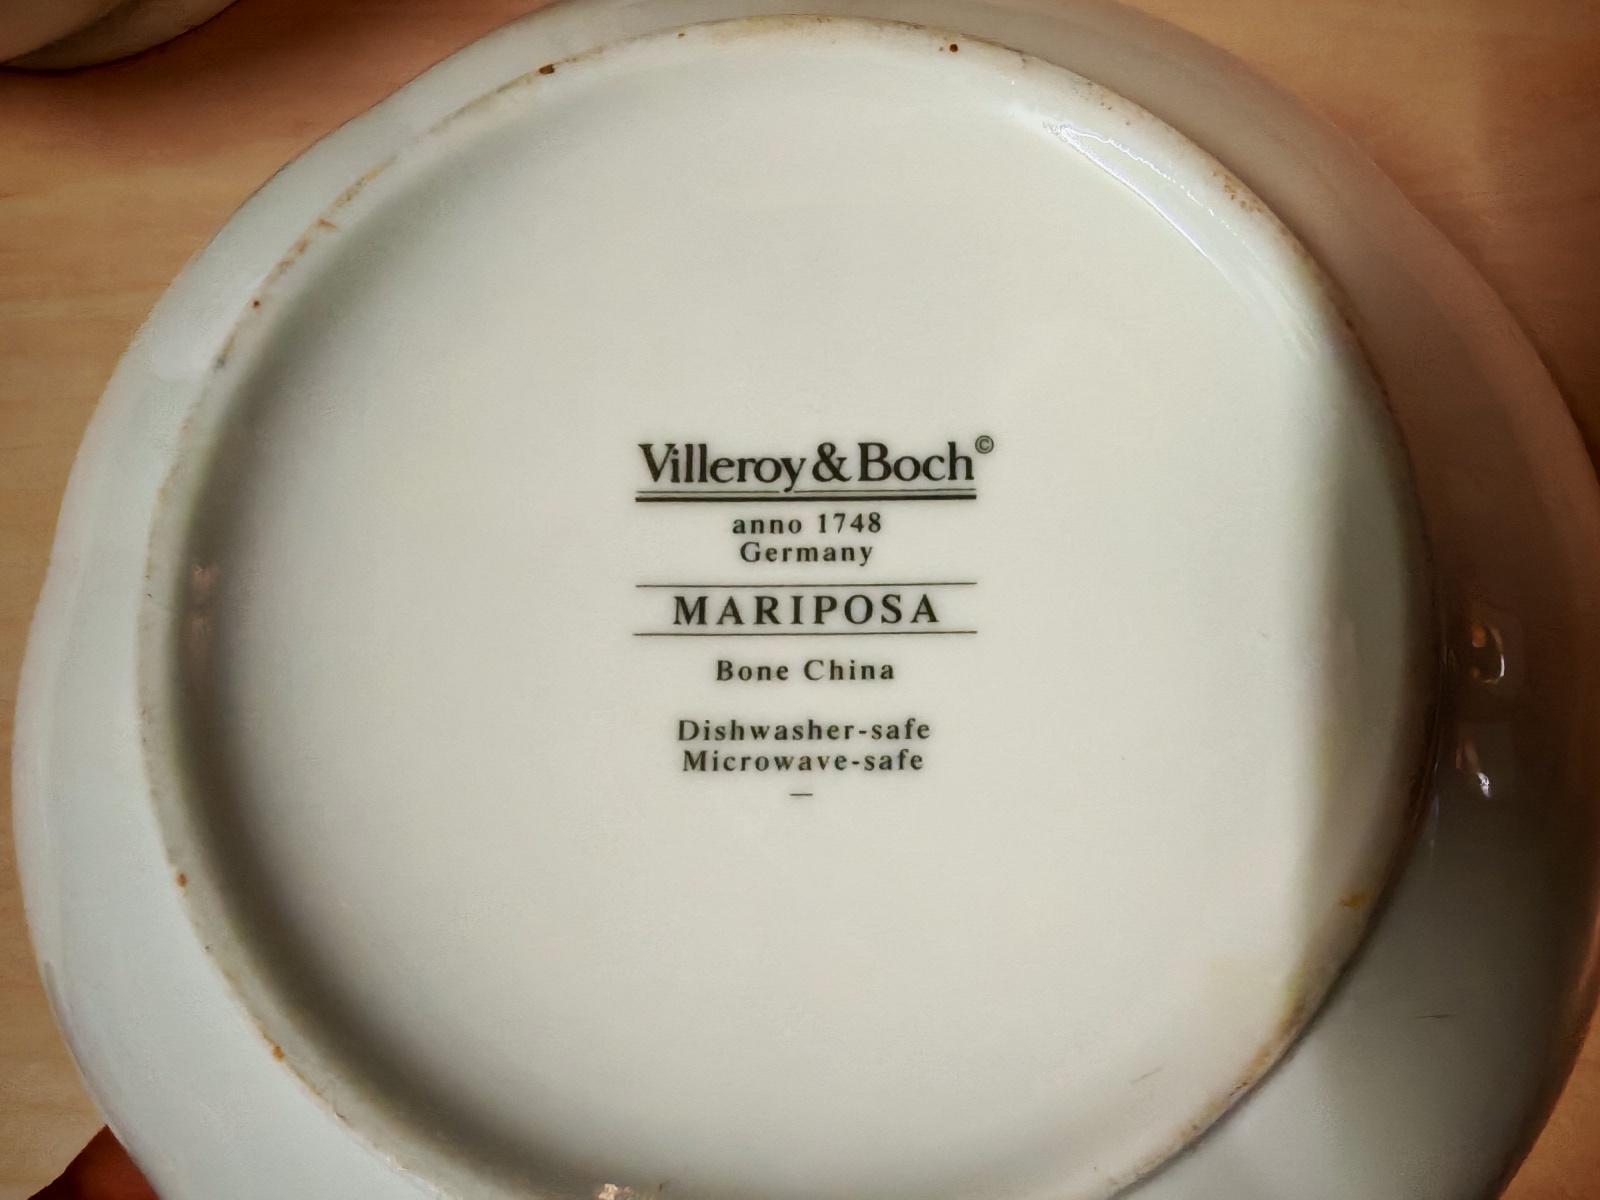 Villeroy & Boch©
anno 1748
Germany
MARIPOSA
Bone China
Dishwasher-safe
Microwave-safe
—